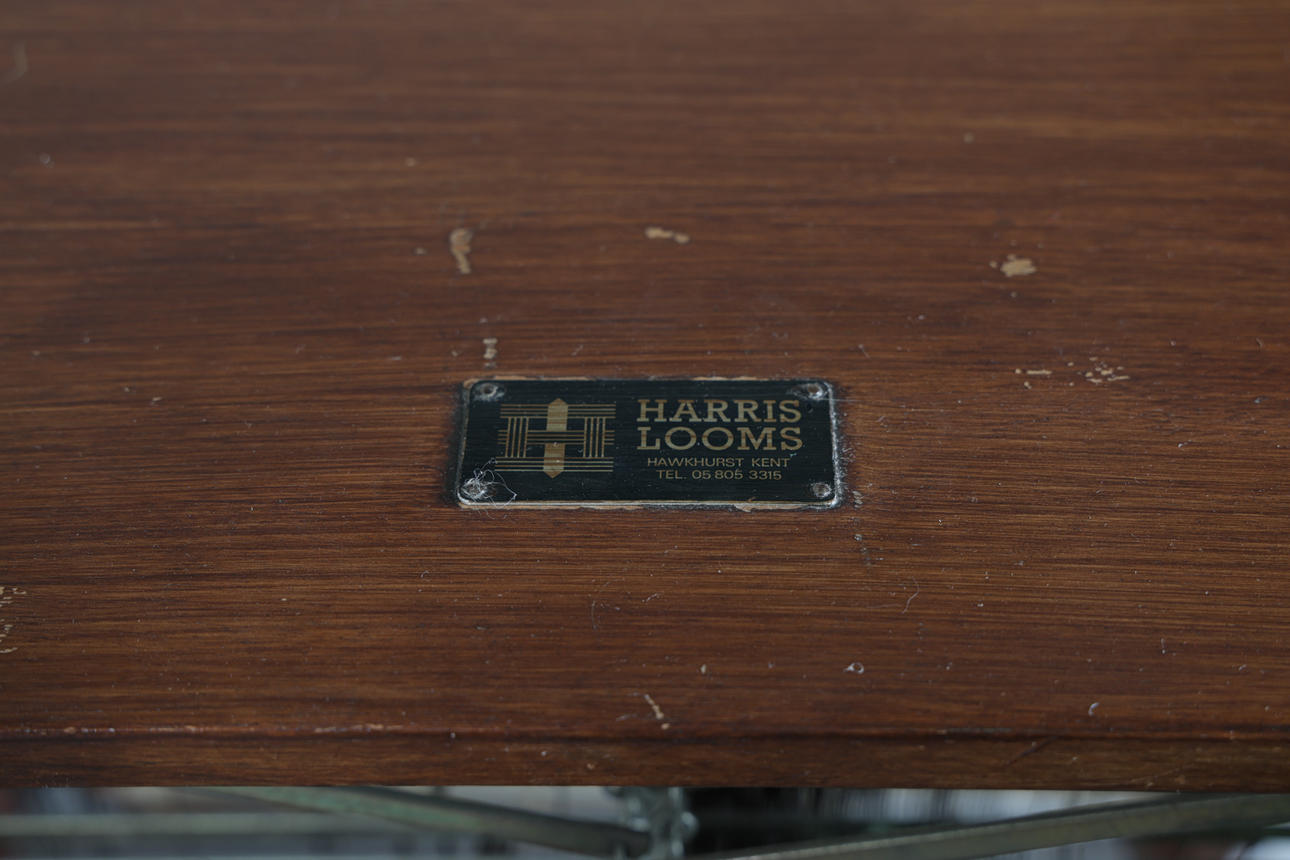 HARRIS
LOOMS
HAWKHURST KENT
TEL. 05 805 3315